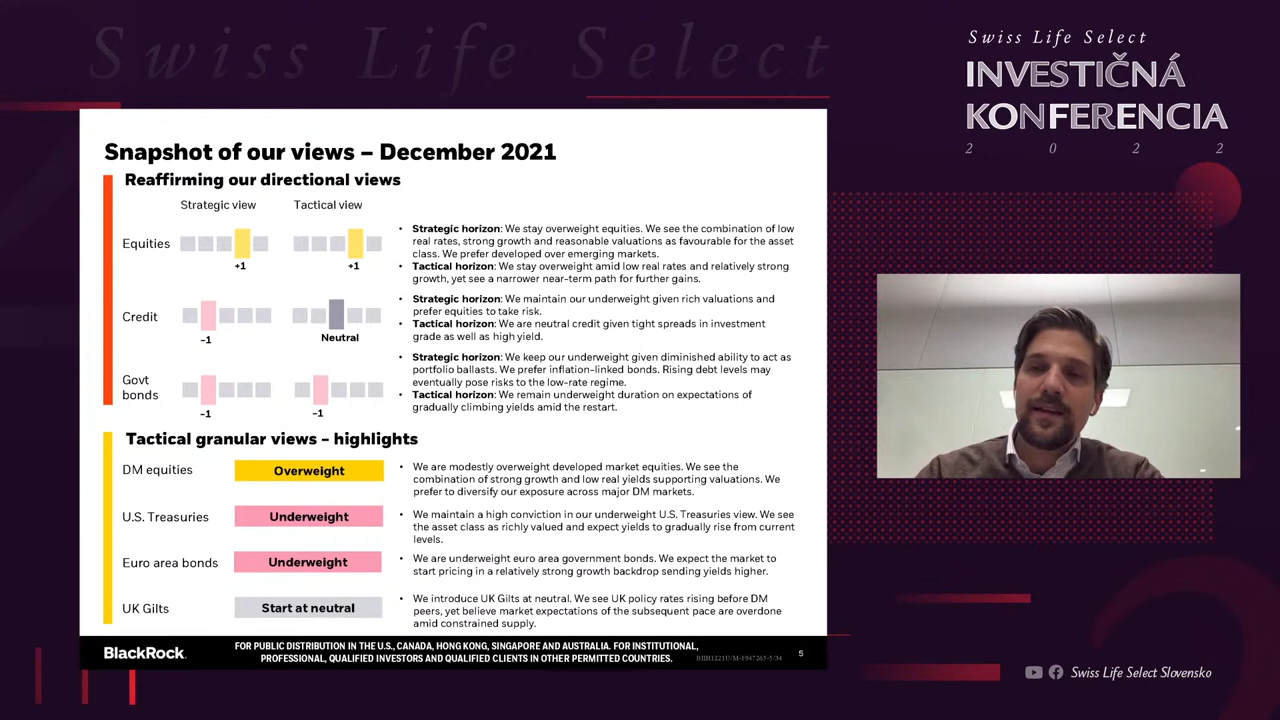 Swiss Life Select
Swiss Life Select
INVESTIČNÁ
KONFERENCIA
2 0 2 2
Snapshot of our views – December 2021
Reaffirming our directional views
Strategic view
Tactical view
Equities
+1
+1
• Strategic horizon: We stay overweight equities. We see the combination of low
real rates, strong growth and reasonable valuations as favourable for the asset
class. We prefer developed over emerging markets.
• Tactical horizon: We stay overweight amid low real rates and relatively strong
growth, yet see a narrower near-term path for further gains.
Credit
–1
Neutral
• Strategic horizon: We maintain our underweight given rich valuations and
prefer equities to take risk.
• Tactical horizon: We are neutral credit given tight spreads in investment
grade as well as high yield.
Govt
bonds
–1
–1
• Strategic horizon: We keep our underweight given diminished ability to act as
portfolio ballasts. We prefer inflation-linked bonds. Rising debt levels may
eventually pose risks to the low-rate regime.
• Tactical horizon: We remain underweight duration on expectations of
gradually climbing yields amid the restart.
Tactical granular views – highlights
DM equities
Overweight
• We are modestly overweight developed market equities. We see the
combination of strong growth and low real yields supporting valuations. We
prefer to diversify our exposure across major DM markets.
U.S. Treasuries
Underweight
• We maintain a high conviction in our underweight U.S. Treasuries view. We see
the asset class as richly valued and expect yields to gradually rise from current
levels.
Euro area bonds
Underweight
• We are underweight euro area government bonds. We expect the market to
start pricing in a relatively strong growth backdrop sending yields higher.
UK Gilts
Start at neutral
• We introduce UK Gilts at neutral. We see UK policy rates rising before DM
peers, yet believe market expectations of the subsequent pace are overdone
amid constrained supply.
BlackRock.
FOR PUBLIC DISTRIBUTION IN THE U.S., CANADA, HONG KONG, SINGAPORE AND AUSTRALIA. FOR INSTITUTIONAL,
PROFESSIONAL, QUALIFIED INVESTORS AND QUALIFIED CLIENTS IN OTHER PERMITTED COUNTRIES.
BIIH1221U/M-1947265-5/34
5
Swiss Life Select Slovensko